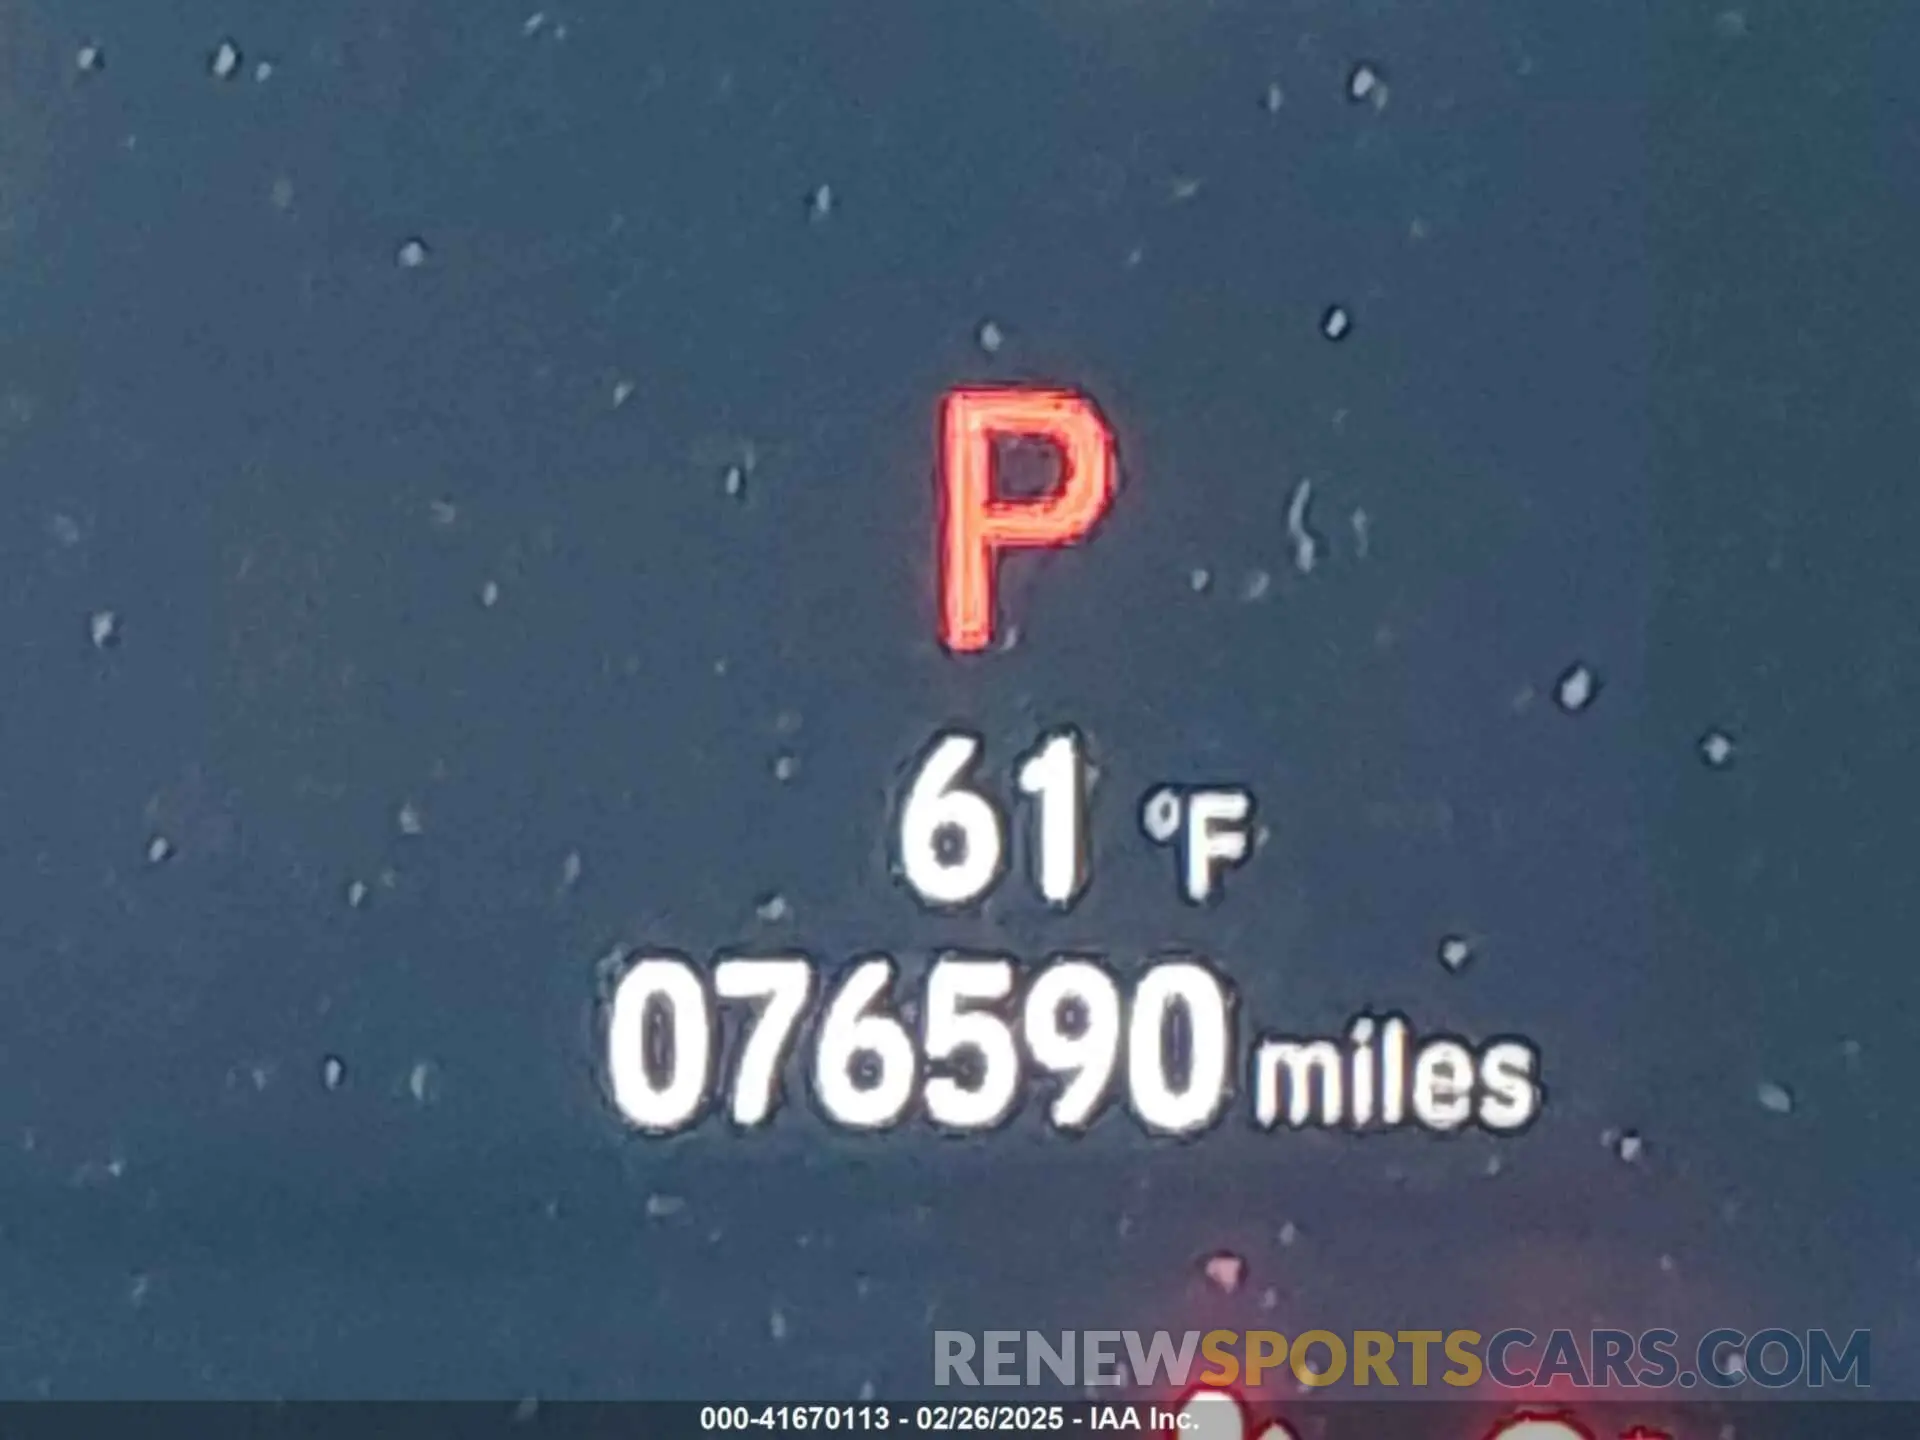 P
61 °F
076590 miles
RENEWSPORTSCARS.COM
000-41670113 - 02/26/2025 - IAA Inc.